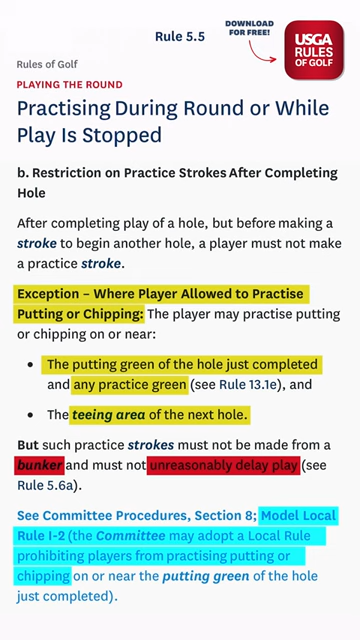 DOWNLOAD
FOR FREE!
Rule 5.5
USGA
RULES
OF GOLF
Rules of Golf
PLAYING THE ROUND
Practising During Round or While
Play Is Stopped
b. Restriction on Practice Strokes After Completing
Hole
After completing play of a hole, but before making a
stroke to begin another hole, a player must not make
a practice stroke.
Exception – Where Player Allowed to Practise
Putting or Chipping: The player may practise putting
or chipping on or near:
• The putting green of the hole just completed
and any practice green (see Rule 13.1e), and
• The teeing area of the next hole.
But such practice strokes must not be made from a
bunker and must not unreasonably delay play (see
Rule 5.6a).
See Committee Procedures, Section 8; Model Local
Rule I-2 (the Committee may adopt a Local Rule
prohibiting players from practising putting or
chipping on or near the putting green of the hole
just completed).